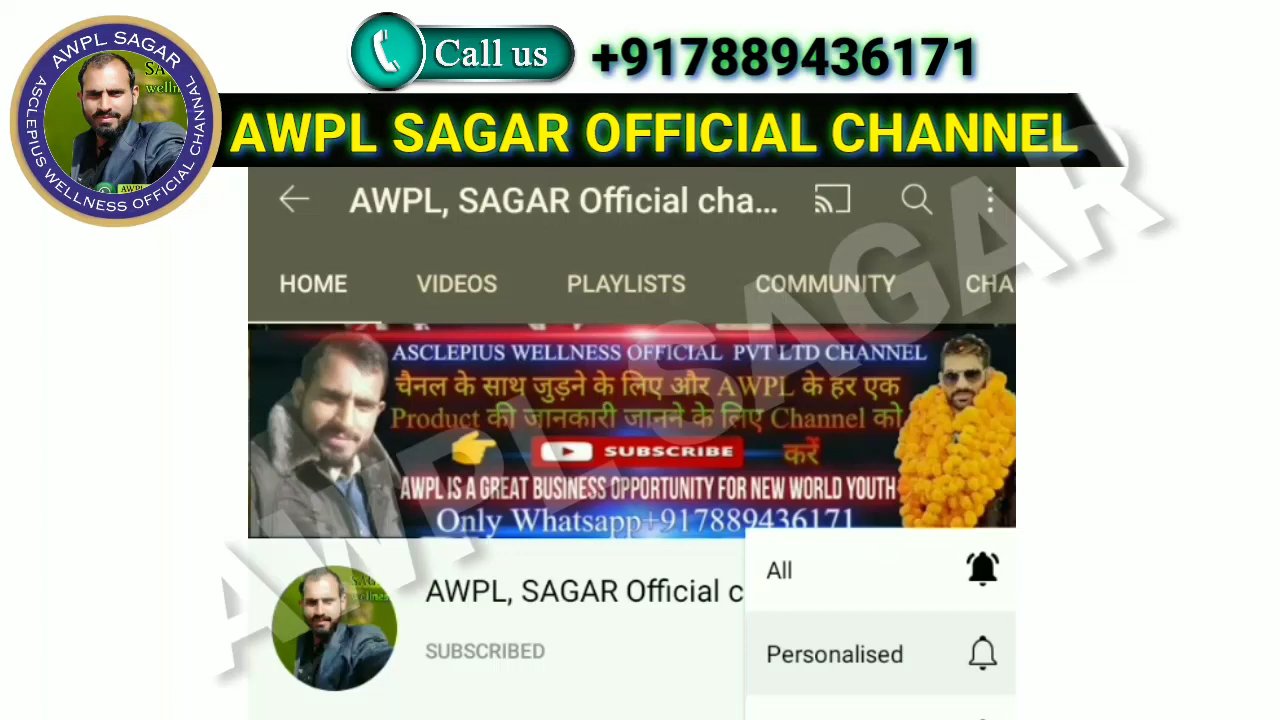 AWPL SAGAR
ASCLEPIUS WELLNESS OFFICIAL CHANNAL
Call us
+917889436171
AWPL SAGAR OFFICIAL CHANNEL
AWPL, SAGAR Official cha...
HOME VIDEOS PLAYLISTS COMMUNITY CHA
ASCLEPIUS WELLNESS OFFICIAL PVT LTD CHANNEL
चैनल के साथ जुड़ने के लिए और AWPL के हर एक
Product की जानकारी जानने के लिए Channel को
SUBSCRIBE करें
AWPL IS A GREAT BUSINESS OPPORTUNITY FOR NEW WORLD YOUTH
Only Whatsapp+917889436171
AWPL SAGAR
All
AWPL, SAGAR Official c
SUBSCRIBED
Personalised